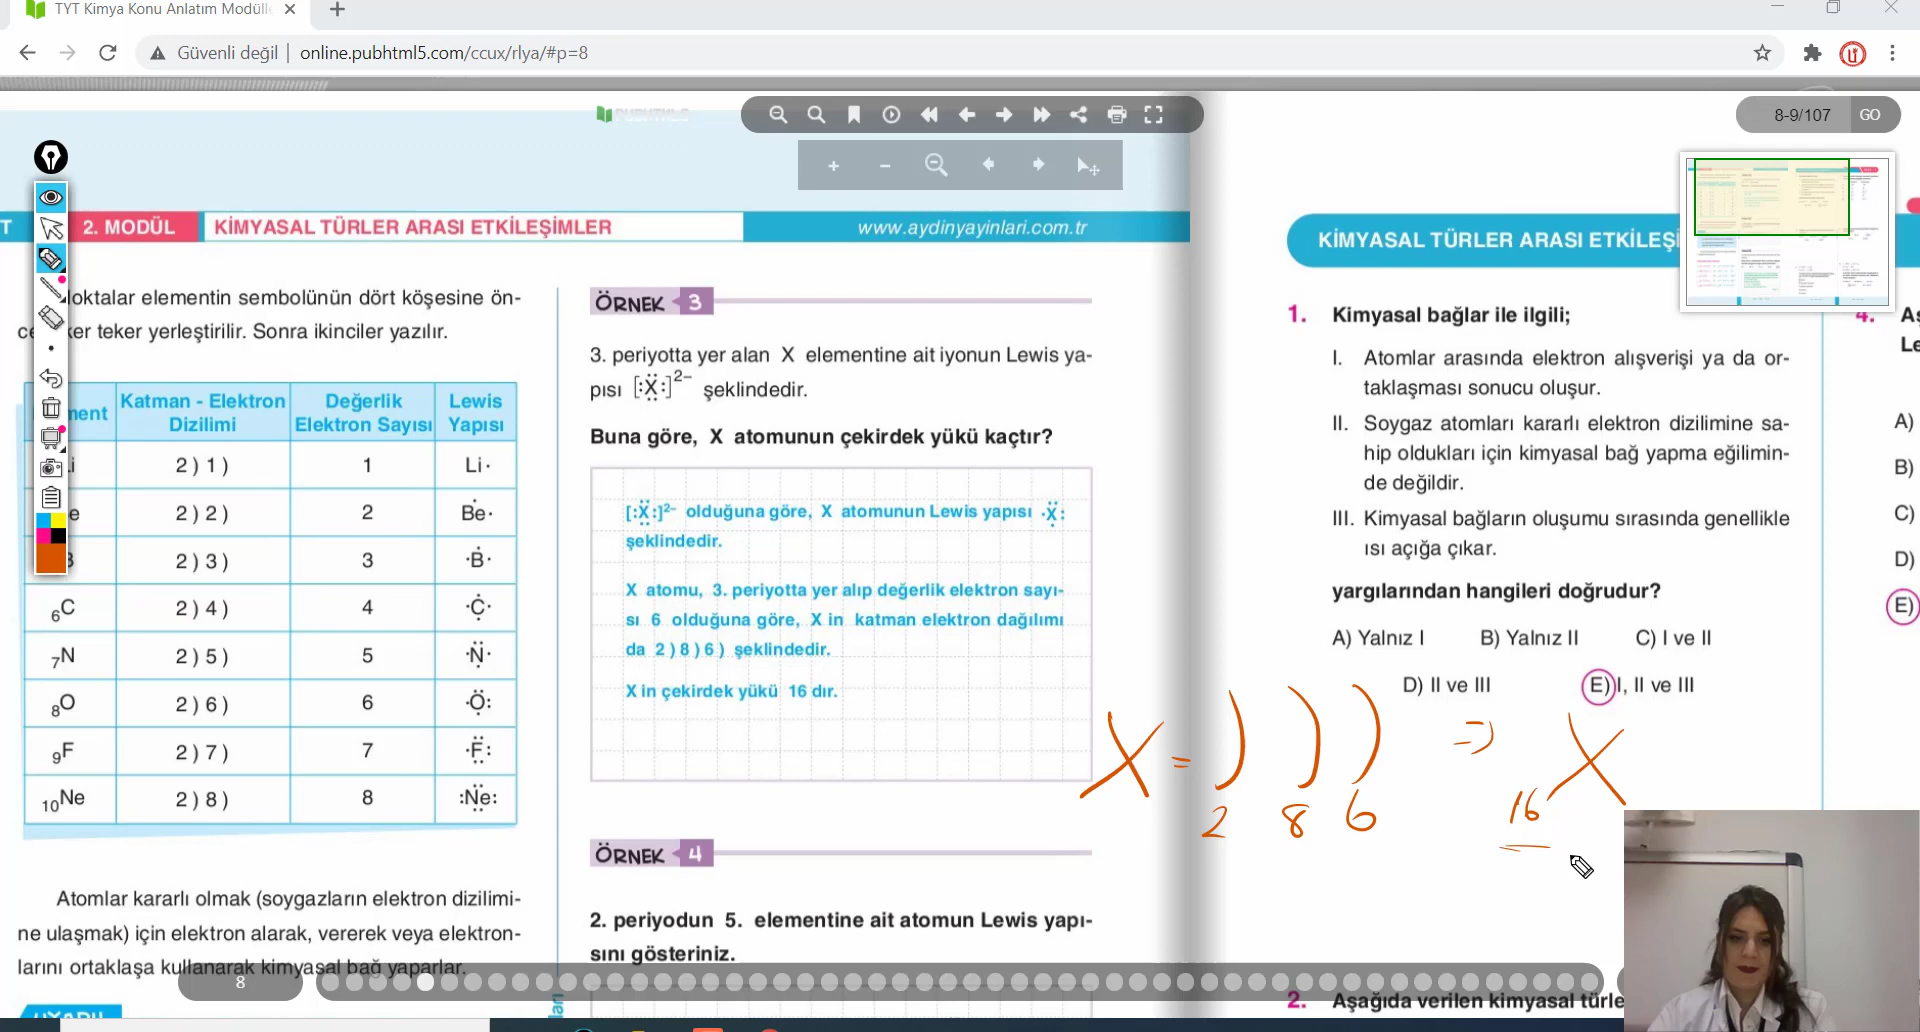 TYT Kimya Konu Anlatım Modüll
Güvenli değil | online.pubhtml5.com/ccux/rlya/#p=8
PUBHTML5
8-9/107 GO
T 2. MODÜL KİMYASAL TÜRLER ARASI ETKİLEŞİMLER www.aydinyayinlari.com.tr
oktalar elementin sembolünün dört köşesine ön-
ce ker teker yerleştirilir. Sonra ikinciler yazılır.
ment Katman - Elektron Dizilimi Değerlik Elektron Sayısı Lewis Yapısı
i 2 ) 1 ) 1 Li·
e 2 ) 2 ) 2 Be·
B 2 ) 3 ) 3 ·B·
₆C 2 ) 4 ) 4 ·C·
₇N 2 ) 5 ) 5 ·N·
₈O 2 ) 6 ) 6 ·O:
₉F 2 ) 7 ) 7 ·F:
₁₀Ne 2 ) 8 ) 8 :Ne:
Atomlar kararlı olmak (soygazların elektron dizilimi-
ne ulaşmak) için elektron alarak, vererek veya elektron-
larını ortaklaşa kullanarak kimyasal bağ yaparlar.
8
UYARI
ÖRNEK 3
3. periyotta yer alan X elementine ait iyonun Lewis ya-
pısı [:Ẍ:]²⁻ şeklindedir.
Buna göre, X atomunun çekirdek yükü kaçtır?
[:Ẍ:]²⁻ olduğuna göre, X atomunun Lewis yapısı ·Ẍ:
şeklindedir.
X atomu, 3. periyotta yer alıp değerlik elektron sayı-
sı 6 olduğuna göre, X in katman elektron dağılımı
da 2 ) 8 ) 6 ) şeklindedir.
X in çekirdek yükü 16 dır.
ÖRNEK 4
2. periyodun 5. elementine ait atomun Lewis yapı-
sını gösteriniz.
KİMYASAL TÜRLER ARASI ETKİLEŞİ
1. Kimyasal bağlar ile ilgili;
I. Atomlar arasında elektron alışverişi ya da or-
taklaşması sonucu oluşur.
II. Soygaz atomları kararlı elektron dizilimine sa-
hip oldukları için kimyasal bağ yapma eğilimin-
de değildir.
III. Kimyasal bağların oluşumu sırasında genellikle
ısı açığa çıkar.
yargılarından hangileri doğrudur?
A) Yalnız I B) Yalnız II C) I ve II
D) II ve III E) I, II ve III
X = ) ) ) ⇒ X
2 8 6 16
2. Aşağıda verilen kimyasal türle
4. Aş
Le
A)
B)
C)
D)
E)